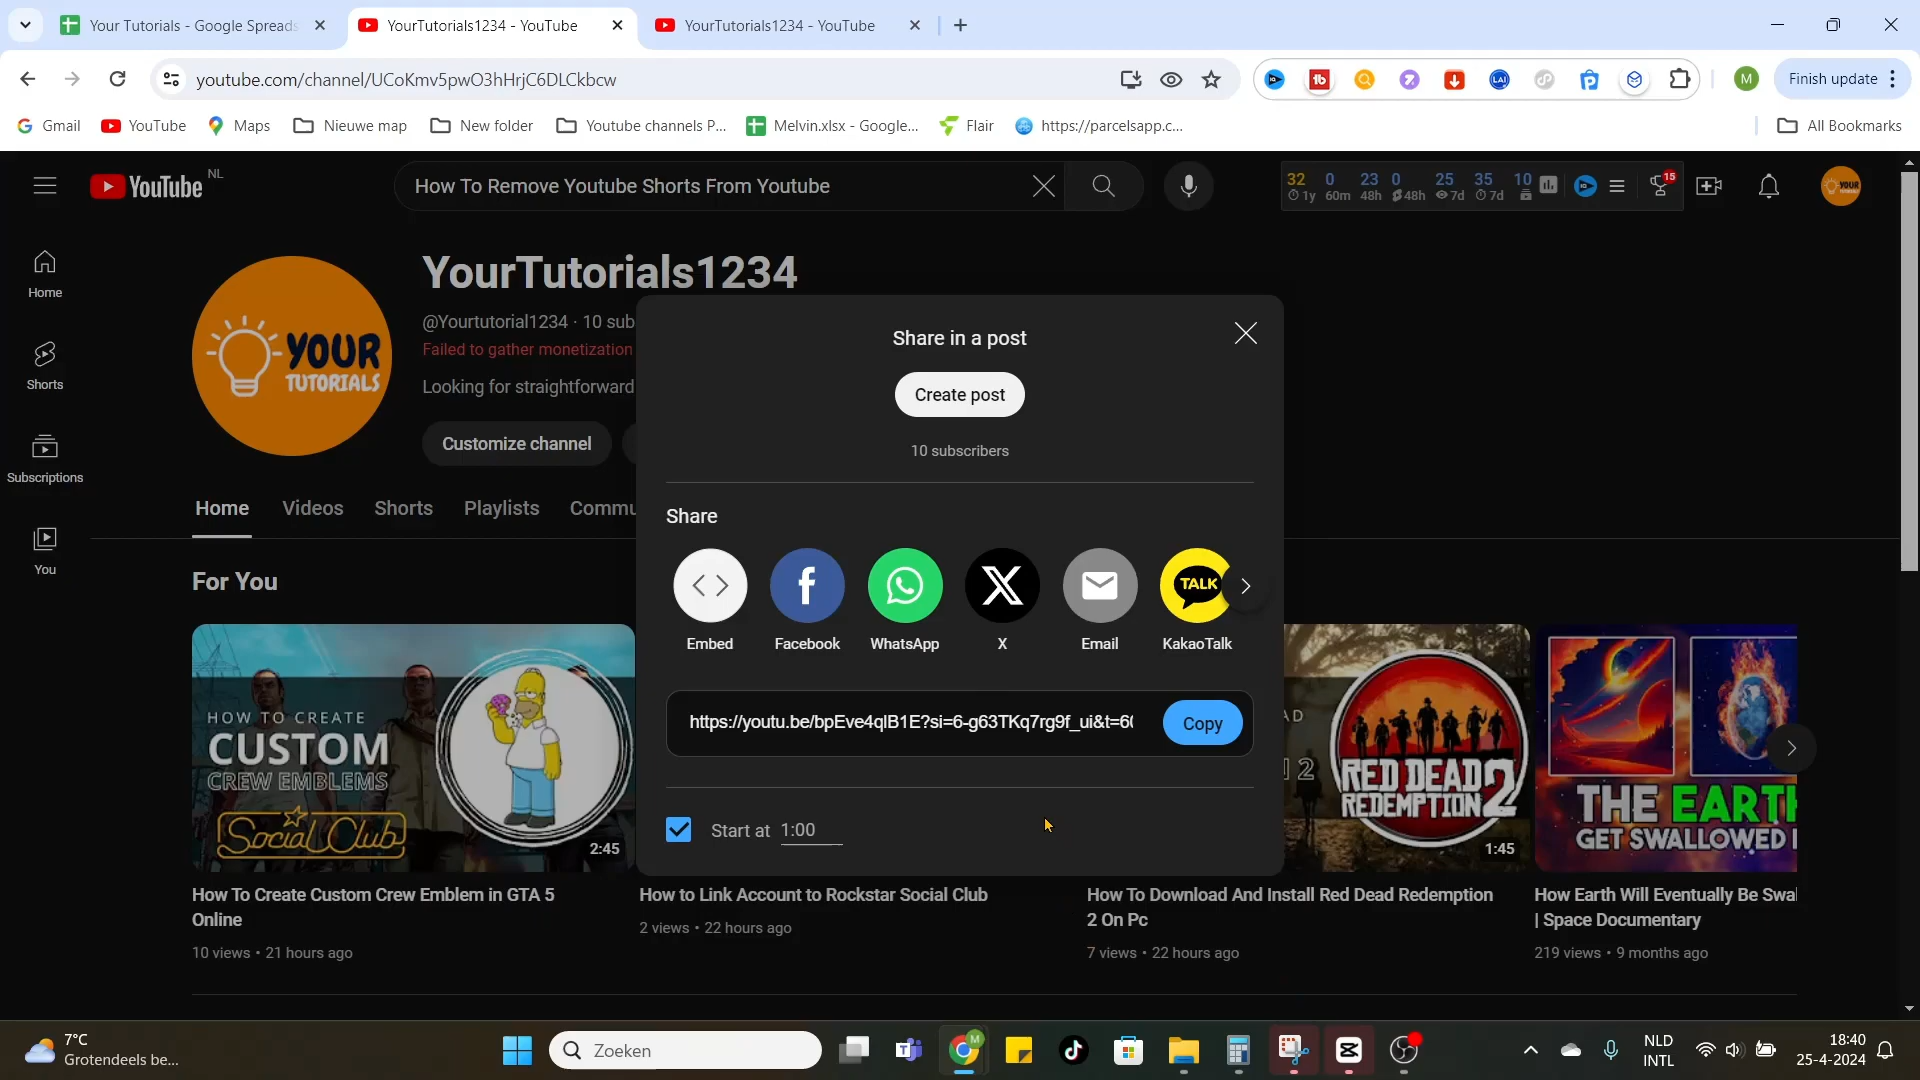 Your Tutorials - Google Spreads
YourTutorials1234 - YouTube
YourTutorials1234 - YouTube
youtube.com/channel/UCoKmv5pwO3hHrjC6DLCkbcw
M
Finish update
Gmail
YouTube
Maps
Nieuwe map
New folder
Youtube channels P...
Melvin.xlsx - Google...
Flair
https://parcelsapp.c...
All Bookmarks
YouTube NL
How To Remove Youtube Shorts From Youtube
32 0 23 0 25 35 10
1y 60m 48h 48h 7d 7d
15
Home
Shorts
Subscriptions
You
YOUR
TUTORIALS
YourTutorials1234
@Yourtutorial1234 · 10 sub
Failed to gather monetization
Looking for straightforward
Customize channel
Home Videos Shorts Playlists Commu
For You
Share in a post
Create post
10 subscribers
Share
TALK
Embed Facebook WhatsApp X Email KakaoTalk
https://youtu.be/bpEve4qlB1E?si=6-g63TKq7rg9f_ui&t=6
Copy
Start at 1:00
HOW TO CREATE
CUSTOM
CREW EMBLEMS
Social Club
2:45
RED DEAD
REDEMPTION
2
1:45
THE EARTH
GET SWALLOWED
How To Create Custom Crew Emblem in GTA 5
Online
10 views • 21 hours ago
How to Link Account to Rockstar Social Club
2 views • 22 hours ago
How To Download And Install Red Dead Redemption
2 On Pc
7 views • 22 hours ago
How Earth Will Eventually Be Swal
| Space Documentary
219 views • 9 months ago
7°C
Grotendeels be...
Zoeken
NLD
INTL
18:40
25-4-2024